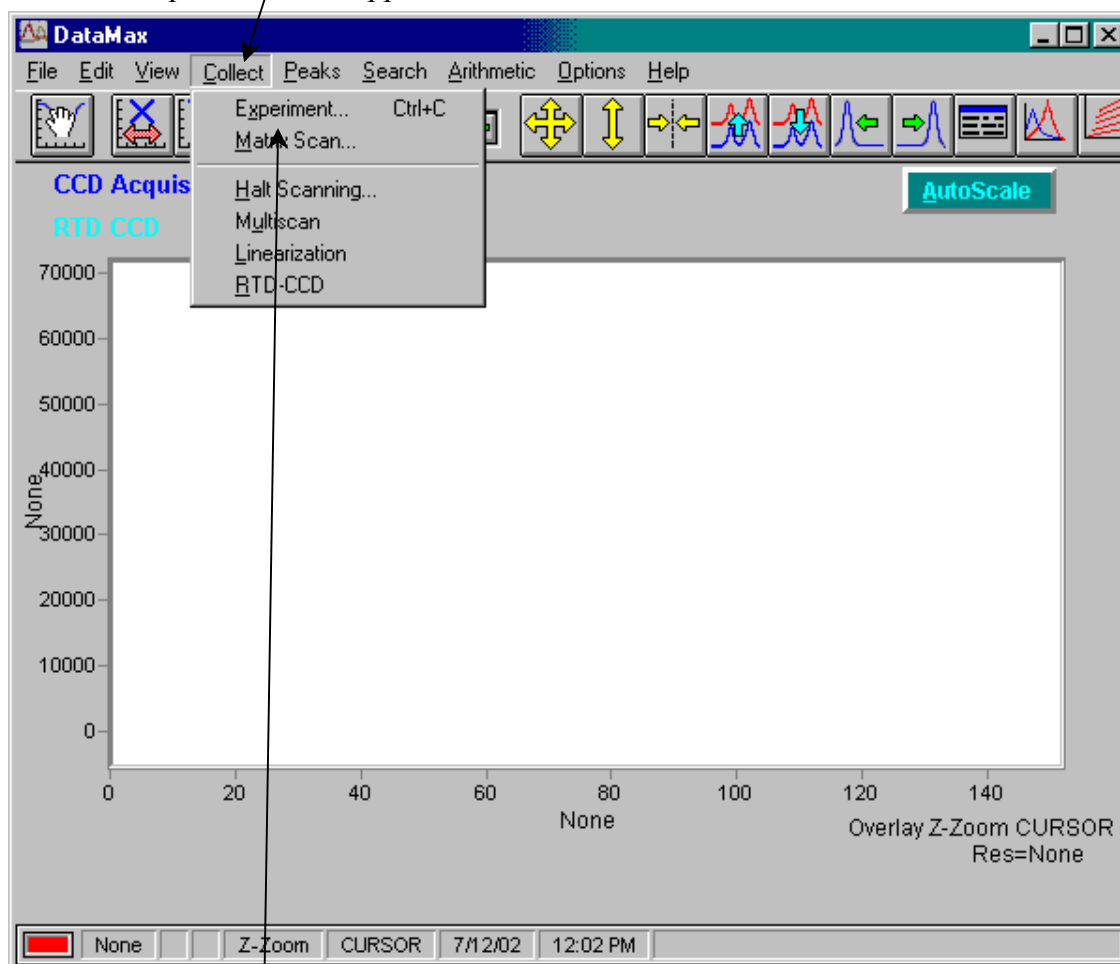 DataMax
File Edit View Collect Peaks Search Arithmetic Options Help
Experiment... Ctrl+C
Matrix Scan...
Halt Scanning...
Multiscan
Linearization
RTD-CCD
CCD Acquis
AutoScale
RTD CCD
70000
60000
50000
40000
30000
20000
10000
0
None
0 20 40 60 80 100 120 140
None
Overlay Z-Zoom CURSOR
Res=None
None Z-Zoom CURSOR 7/12/02 12:02 PM